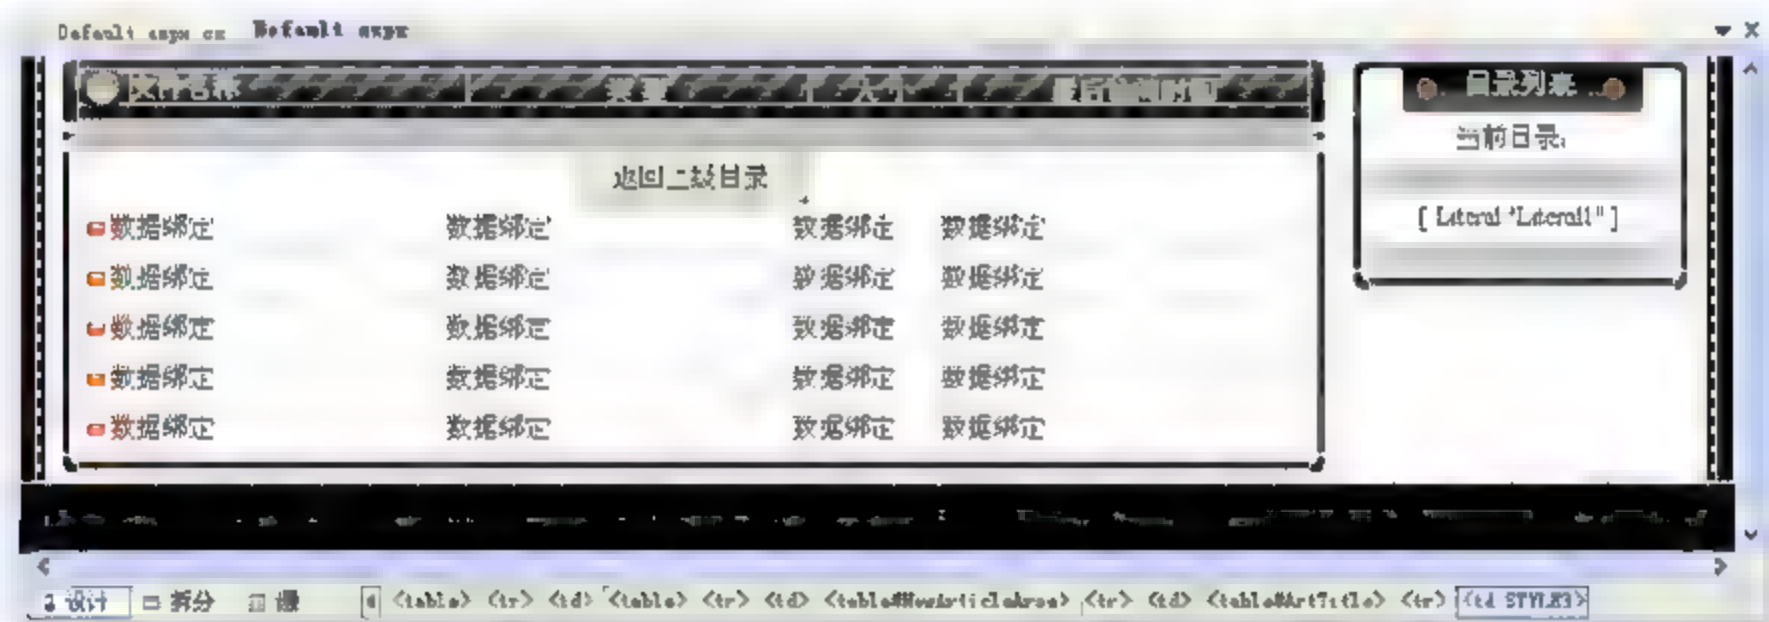 Default.aspx.cs Default.aspx
文件名称 类型 大小 最后修改时间
目录列表
当前目录:
返回上级目录
[ Literal "Literal1" ]
数据绑定 数据绑定 数据绑定 数据绑定
数据绑定 数据绑定 数据绑定 数据绑定
数据绑定 数据绑定 数据绑定 数据绑定
数据绑定 数据绑定 数据绑定 数据绑定
数据绑定 数据绑定 数据绑定 数据绑定
设计 拆分 源 <table> <tr> <td> <table> <tr> <td> <table#NewArticleArea> <tr> <td> <table#ArtTitle> <tr> <td.STYLE3>